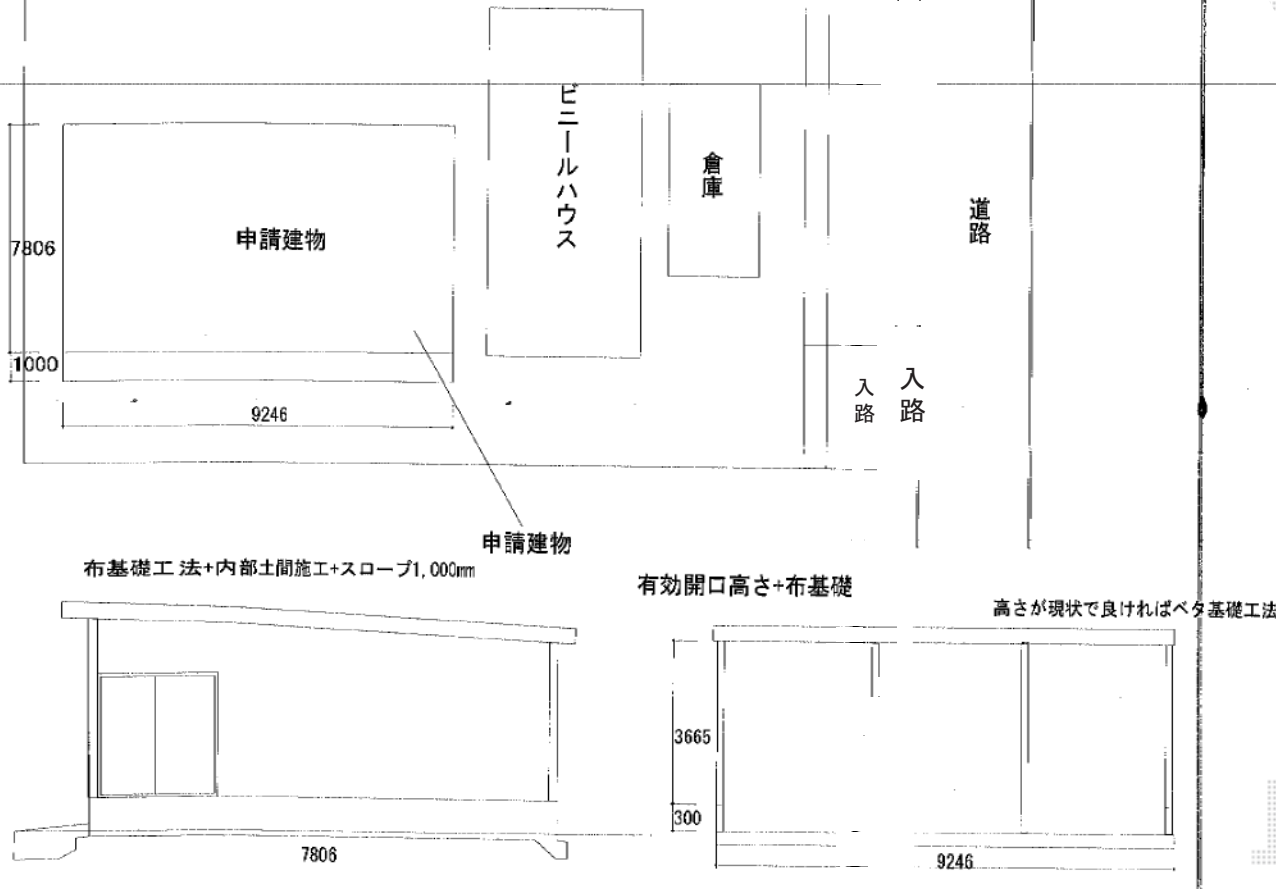 ビニールハウス
倉庫
道路
申請建物
7806
1000
9246
入路
入路
申請建物
布基礎工法+内部土間施工+スロープ1,000mm
有効開口高さ+布基礎
高さが現状で良ければベタ基礎工法
3665
300
7806
9246